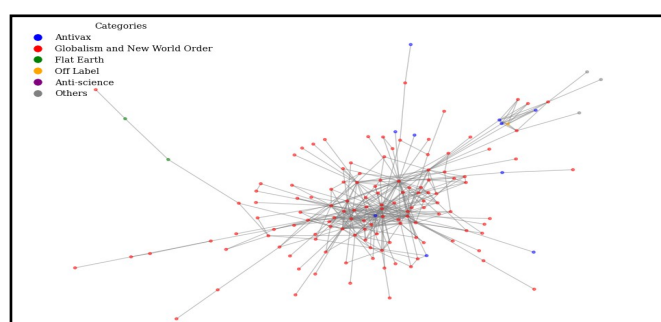 Categories
Antivax
Globalism and New World Order
Flat Earth
Off Label
Anti-science
Others